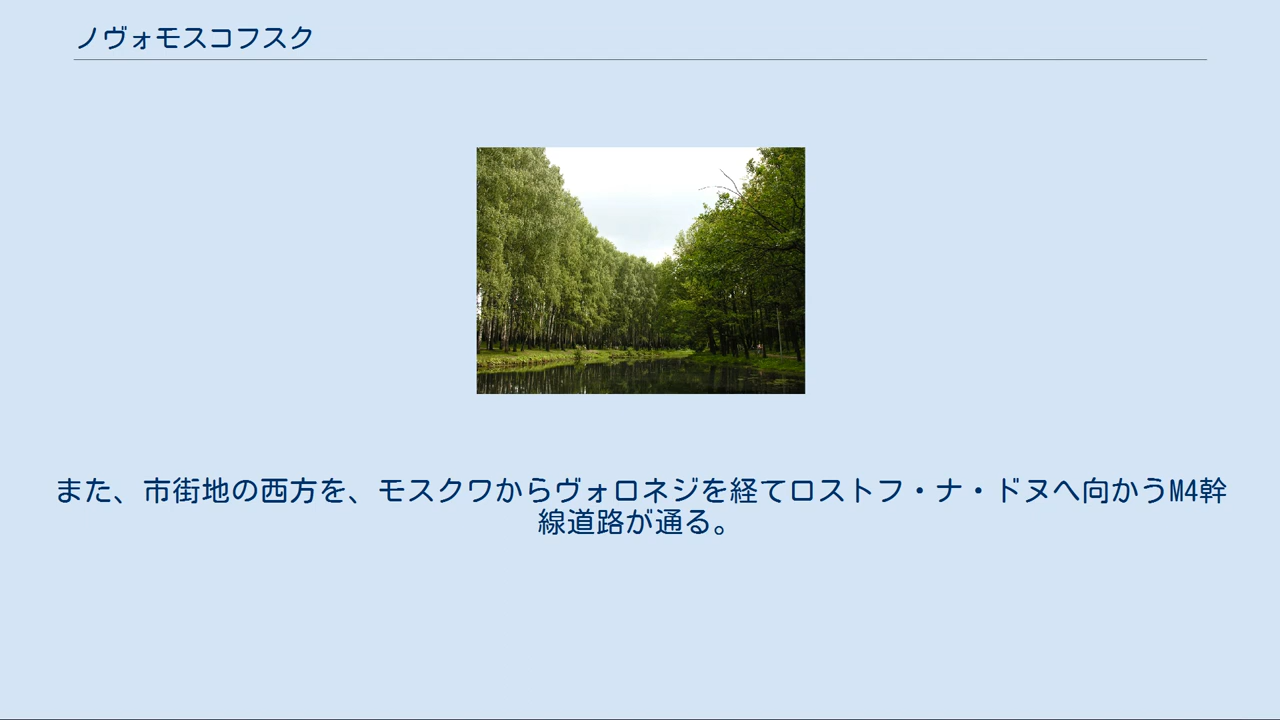 ノヴォモスコフスク
また、市街地の西方を、モスクワからヴォロネジを経てロストフ・ナ・ドヌへ向かうM4幹
線道路が通る。